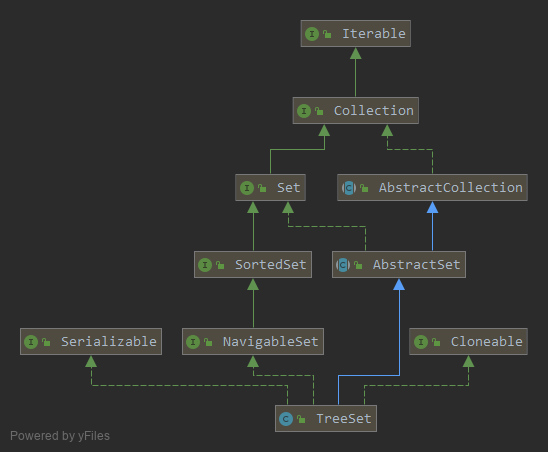 Iterable
Collection
Set
AbstractCollection
SortedSet
AbstractSet
Serializable
NavigableSet
Cloneable
TreeSet
Powered by yFiles